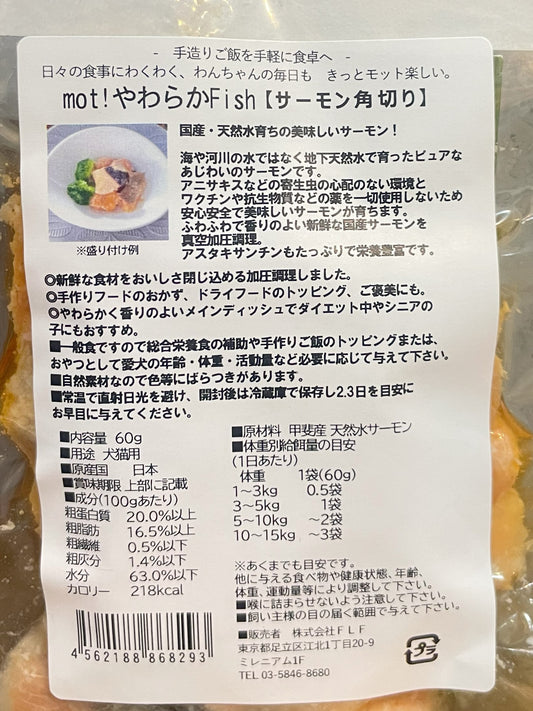 - 手造りご飯を手軽に食卓へ -
日々の食事にわくわく、わんちゃんの毎日も きっとモット楽しい。
mot!やわらかFish【サーモン角切り】
国産・天然水育ちの美味しいサーモン！
海や河川の水ではなく地下天然水で育ったピュアな
あじわいのサーモンです。
アニサキスなどの寄生虫の心配のない環境と
ワクチンや抗生物質などの薬を一切使用しないため
安心安全で美味しいサーモンが育ちます。
ふわふわで香りのよい新鮮な国産サーモンを
真空加圧調理。
アスタキサンチンもたっぷりで栄養豊富です。
※盛り付け例
◎新鮮な食材をおいしさ閉じ込める加圧調理しました。
◎手作りフードのおかず、ドライフードのトッピング、ご褒美にも。
◎やわらかく香りのよいメインディッシュでダイエット中やシニアの
子にもおすすめ。
■一般食ですので総合栄養食の補助や手作りご飯のトッピングまたは、
おやつとして愛犬の年齢・体重・活動量など必要に応じて与えて下さい。
■自然素材なので色等にばらつきがあります。
■常温で直射日光を避け、開封後は冷蔵庫で保存し2.3日を目安に
お早目に与えてください。
■内容量 60g
■用途 犬猫用
■原産国 日本
■賞味期限 上部に記載
■成分(100gあたり)
粗蛋白質 20.0%以上
粗脂肪 16.5%以上
粗繊維 0.5%以下
粗灰分 1.4%以下
水分 63.0%以下
カロリー 218kcal
■原材料 甲斐産 天然水サーモン
■体重別給餌量の目安
(1日あたり)
体重 1袋(60g)
1〜3kg 0.5袋
3〜5kg 1袋
5〜10kg 〜2袋
10〜15kg 〜3袋
※あくまでも目安です。
他に与える食べ物や健康状態、年齢、
体重、運動量等により調整して下さい。
■喉に詰まらせないよう注意して下さい。
■飼い主様の目の届く範囲で与えて下さい。
■販売者 株式会社ＦＬＦ
東京都足立区江北1丁目20-9
ミレニアム1F
TEL 03-5846-8680
プラ
4 562188 868293